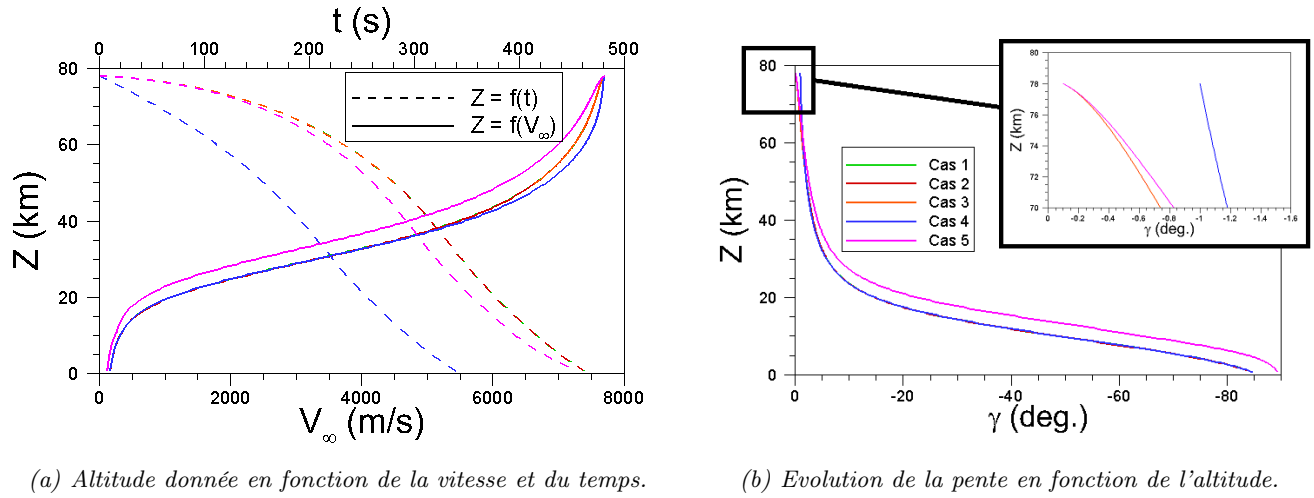 t (s)
0 100 200 300 400 500
80
60
40
20
0
Z (km)
Z = f(t)
Z = f(V∞)
0 2000 4000 6000 8000
V∞ (m/s)
(a) Altitude donnée en fonction de la vitesse et du temps.
80
60
40
20
0
Z (km)
Cas 1
Cas 2
Cas 3
Cas 4
Cas 5
80
78
76
74
72
70
Z (km)
0 -0.2 -0.4 -0.6 -0.8 -1 -1.2 -1.4 -1.6
γ (deg.)
0 -20 -40 -60 -80
γ (deg.)
(b) Evolution de la pente en fonction de l'altitude.